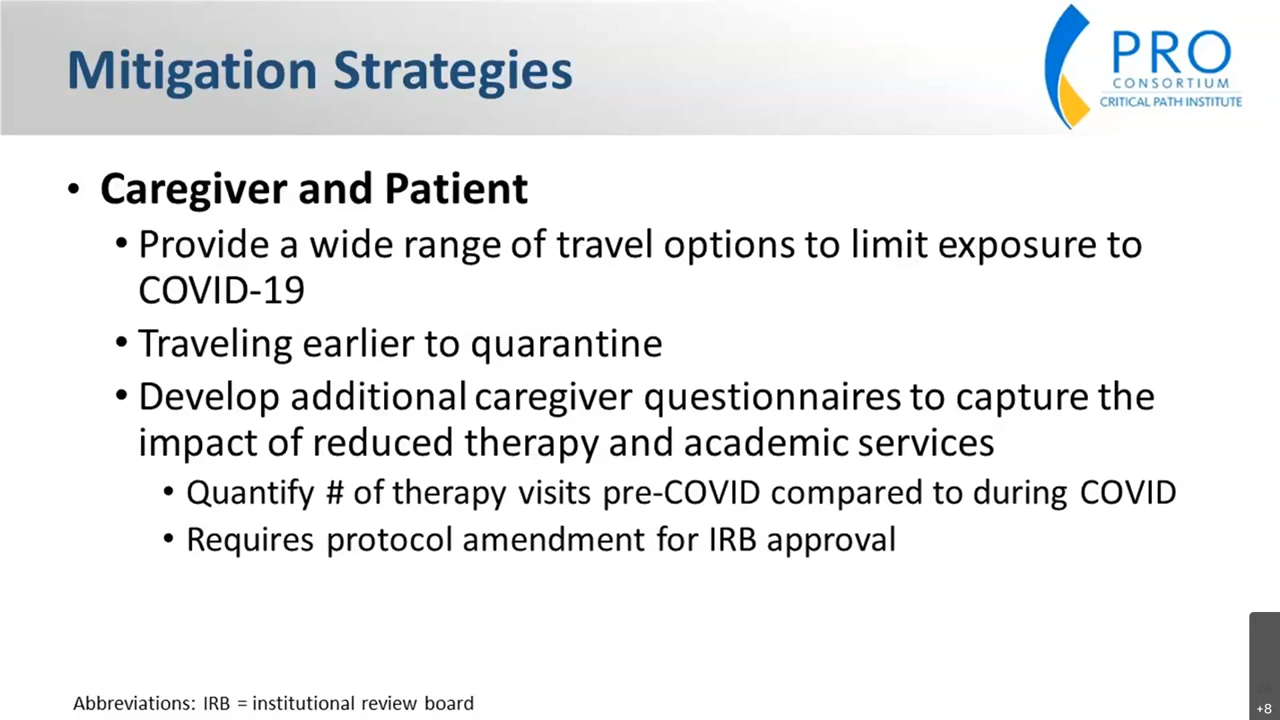 Mitigation Strategies
PRO
CONSORTIUM
CRITICAL PATH INSTITUTE
• Caregiver and Patient
• Provide a wide range of travel options to limit exposure to
COVID-19
• Traveling earlier to quarantine
• Develop additional caregiver questionnaires to capture the
impact of reduced therapy and academic services
• Quantify # of therapy visits pre-COVID compared to during COVID
• Requires protocol amendment for IRB approval
Abbreviations: IRB = institutional review board
+8